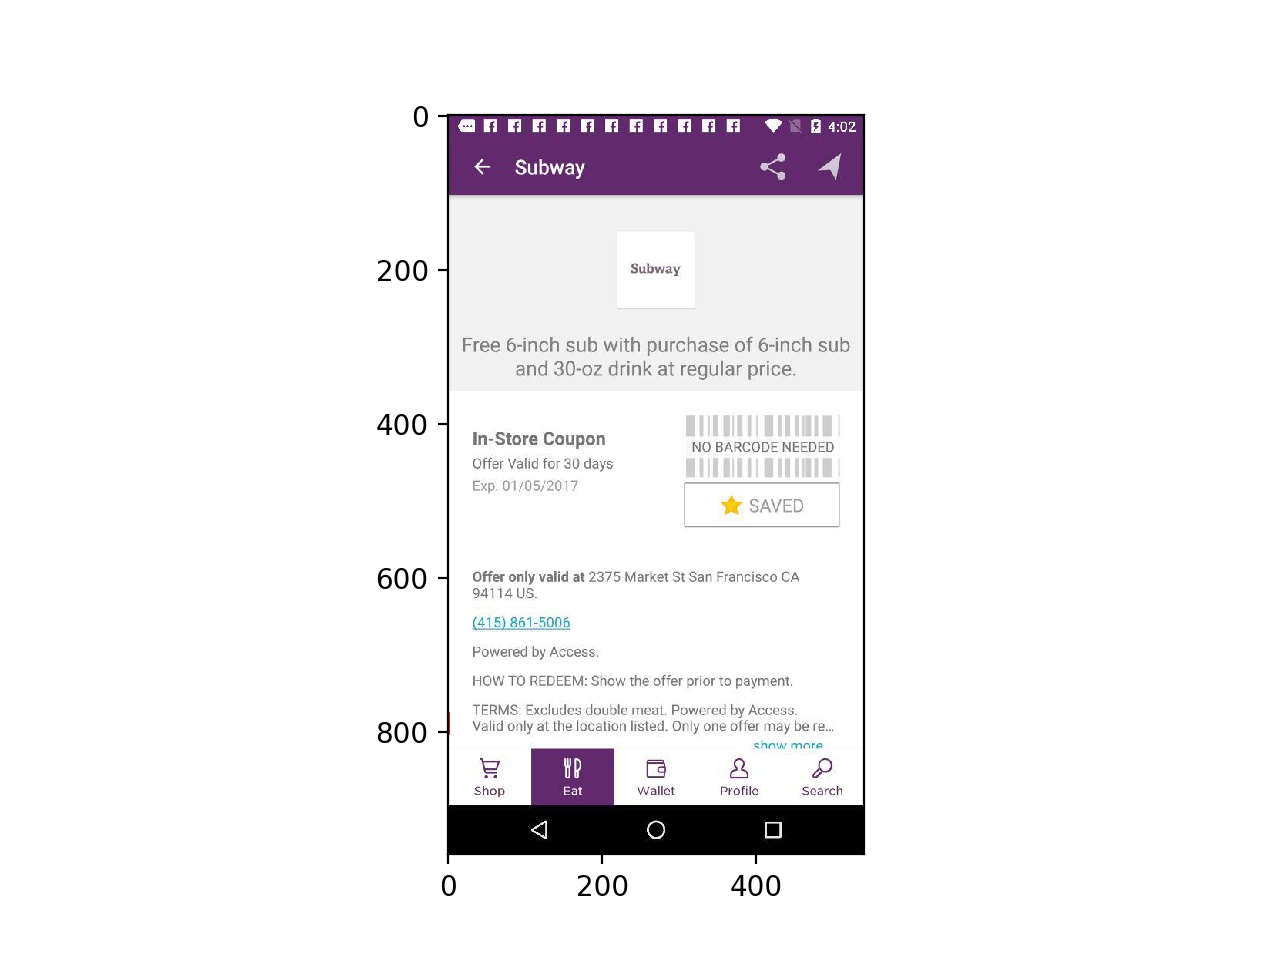 0
200
400
600
800
0
200
400
4:02
Subway
Subway
Free 6-inch sub with purchase of 6-inch sub
and 30-oz drink at regular price.
In-Store Coupon
Offer Valid for 30 days
Exp. 01/05/2017
NO BARCODE NEEDED
SAVED
Offer only valid at 2375 Market St San Francisco CA
94114 US.
(415) 861-5006
Powered by Access.
HOW TO REDEEM: Show the offer prior to payment.
TERMS: Excludes double meat. Powered by Access.
Valid only at the location listed. Only one offer may be re...
show more
Shop
Eat
Wallet
Profile
Search